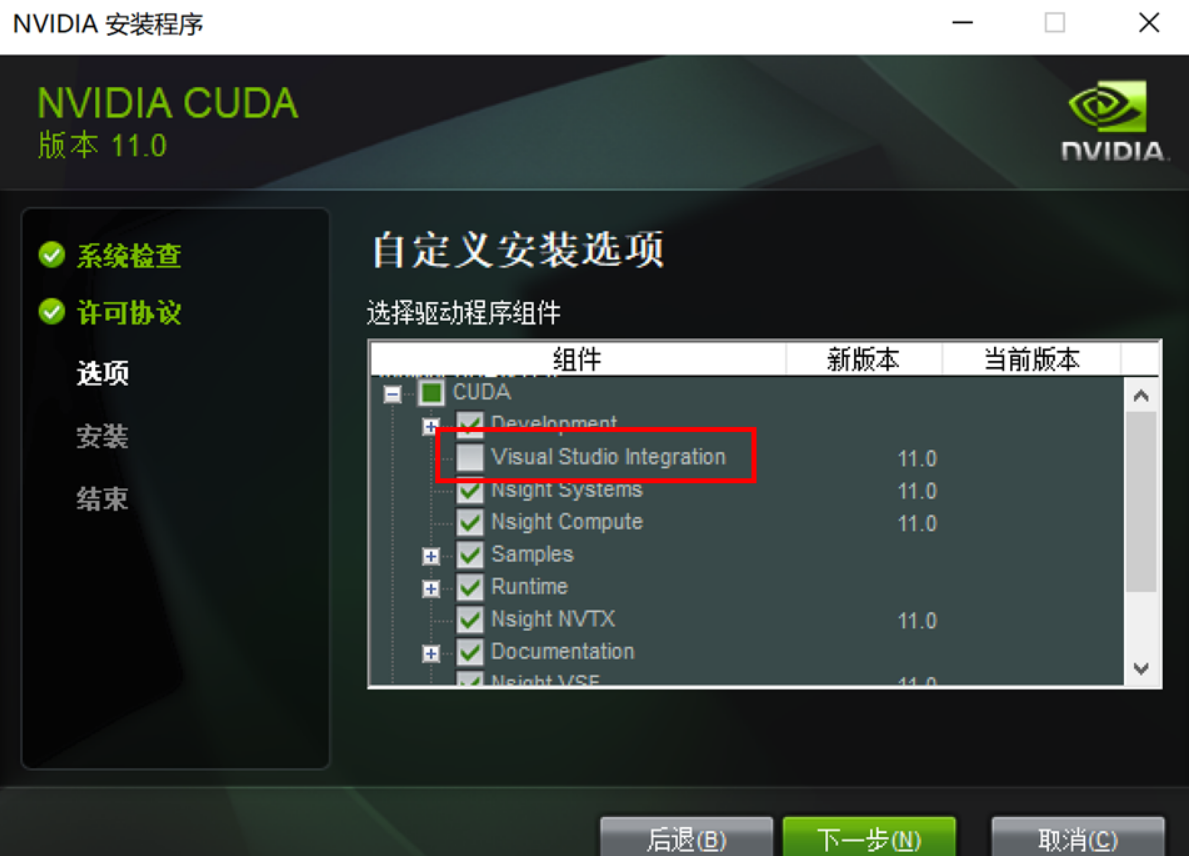 NVIDIA 安装程序
NVIDIA CUDA
版本 11.0
NVIDIA.
系统检查
许可协议
选项
安装
结束
自定义安装选项
选择驱动程序组件
组件 新版本 当前版本
CUDA
Development
Visual Studio Integration 11.0
Nsight Systems 11.0
Nsight Compute 11.0
Samples
Runtime
Nsight NVTX 11.0
Documentation
Nsight VSE 11.0
后退(B) 下一步(N) 取消(C)